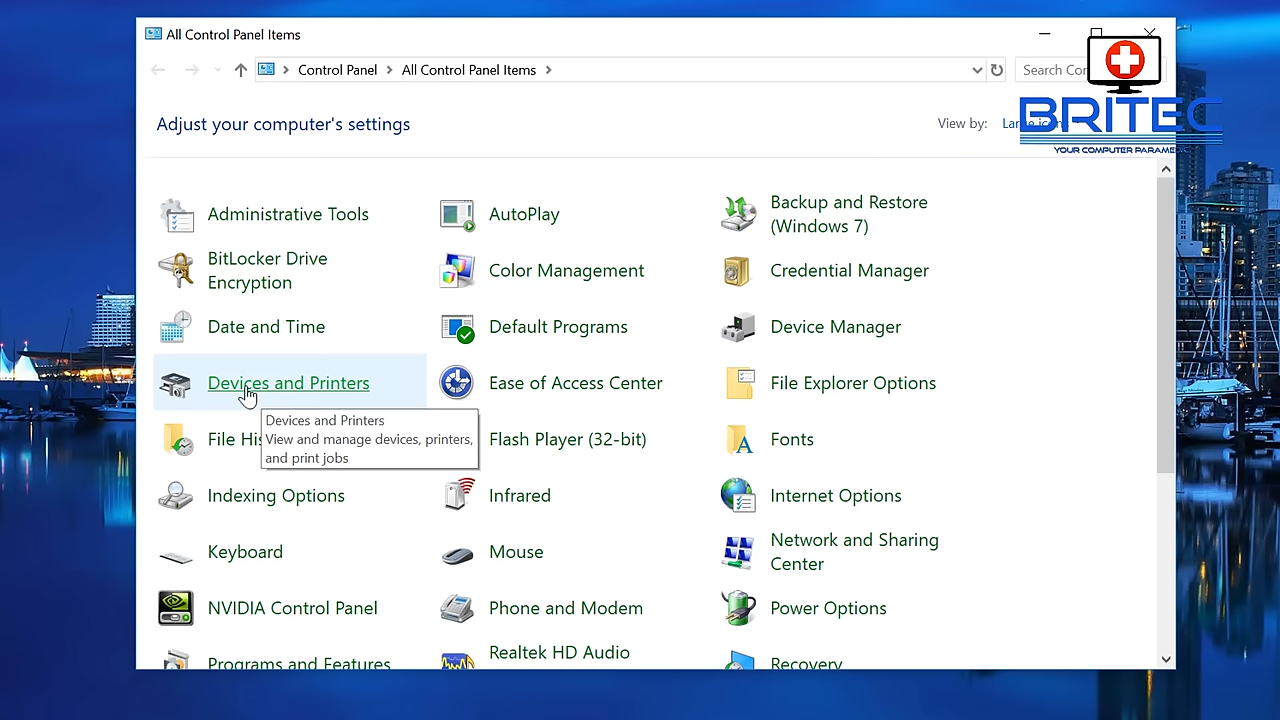 All Control Panel Items
Control Panel
All Control Panel Items
Search
Adjust your computer's settings
View by:
BRITEC
YOUR COMPUTER
Administrative Tools
AutoPlay
Backup and Restore
(Windows 7)
BitLocker Drive
Encryption
Color Management
Credential Manager
Date and Time
Default Programs
Device Manager
Devices and Printers
Ease of Access Center
File Explorer Options
Devices and Printers
View and manage devices, printers,
and print jobs
File
Flash Player (32-bit)
Fonts
Indexing Options
Infrared
Internet Options
Keyboard
Mouse
Network and Sharing
Center
NVIDIA Control Panel
Phone and Modem
Power Options
Programs and Features
Realtek HD Audio
Recovery